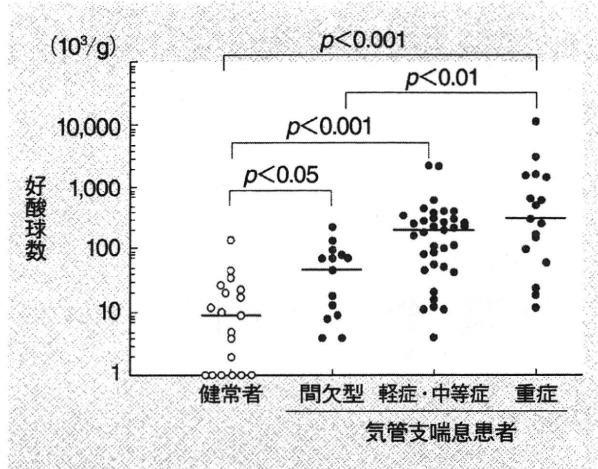 (10³/g)
p<0.001
p<0.01
p<0.001
p<0.05
10,000
1,000
100
10
1
好酸球数
健常者 間欠型 軽症・中等症 重症
気管支喘息患者